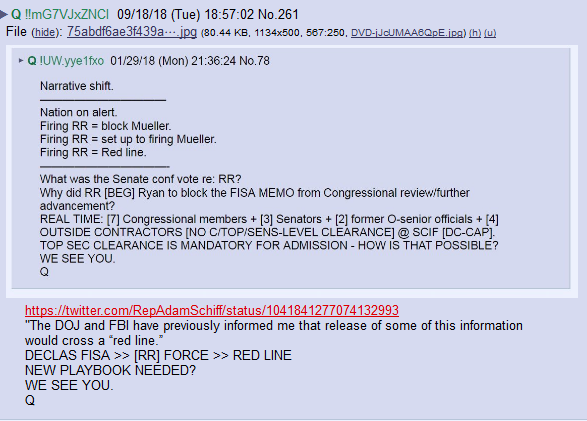 Q !!mG7VJxZNCI 09/18/18 (Tue) 18:57:02 No.261
File (hide): 75abdf6ae3f439a⋯.jpg (80.44 KB, 1134x500, 567:250, DVD-jJcUMAA6QpE.jpg) (h) (u)
Q !UW.yye1fxo 01/29/18 (Mon) 21:36:24 No.78
Narrative shift.
Nation on alert.
Firing RR = block Mueller.
Firing RR = set up to firing Mueller.
Firing RR = Red line.
What was the Senate conf vote re: RR?
Why did RR [BEG] Ryan to block the FISA MEMO from Congressional review/further
advancement?
REAL TIME: [7] Congressional members + [3] Senators + [2] former O-senior officials + [4]
OUTSIDE CONTRACTORS [NO C/TOP/SENS-LEVEL CLEARANCE] @ SCIF [DC-CAP].
TOP SEC CLEARANCE IS MANDATORY FOR ADMISSION - HOW IS THAT POSSIBLE?
WE SEE YOU.
Q
https://twitter.com/RepAdamSchiff/status/1041841277074132993
"The DOJ and FBI have previously informed me that release of some of this information
would cross a “red line.”
DECLAS FISA >> [RR] FORCE >> RED LINE
NEW PLAYBOOK NEEDED?
WE SEE YOU.
Q